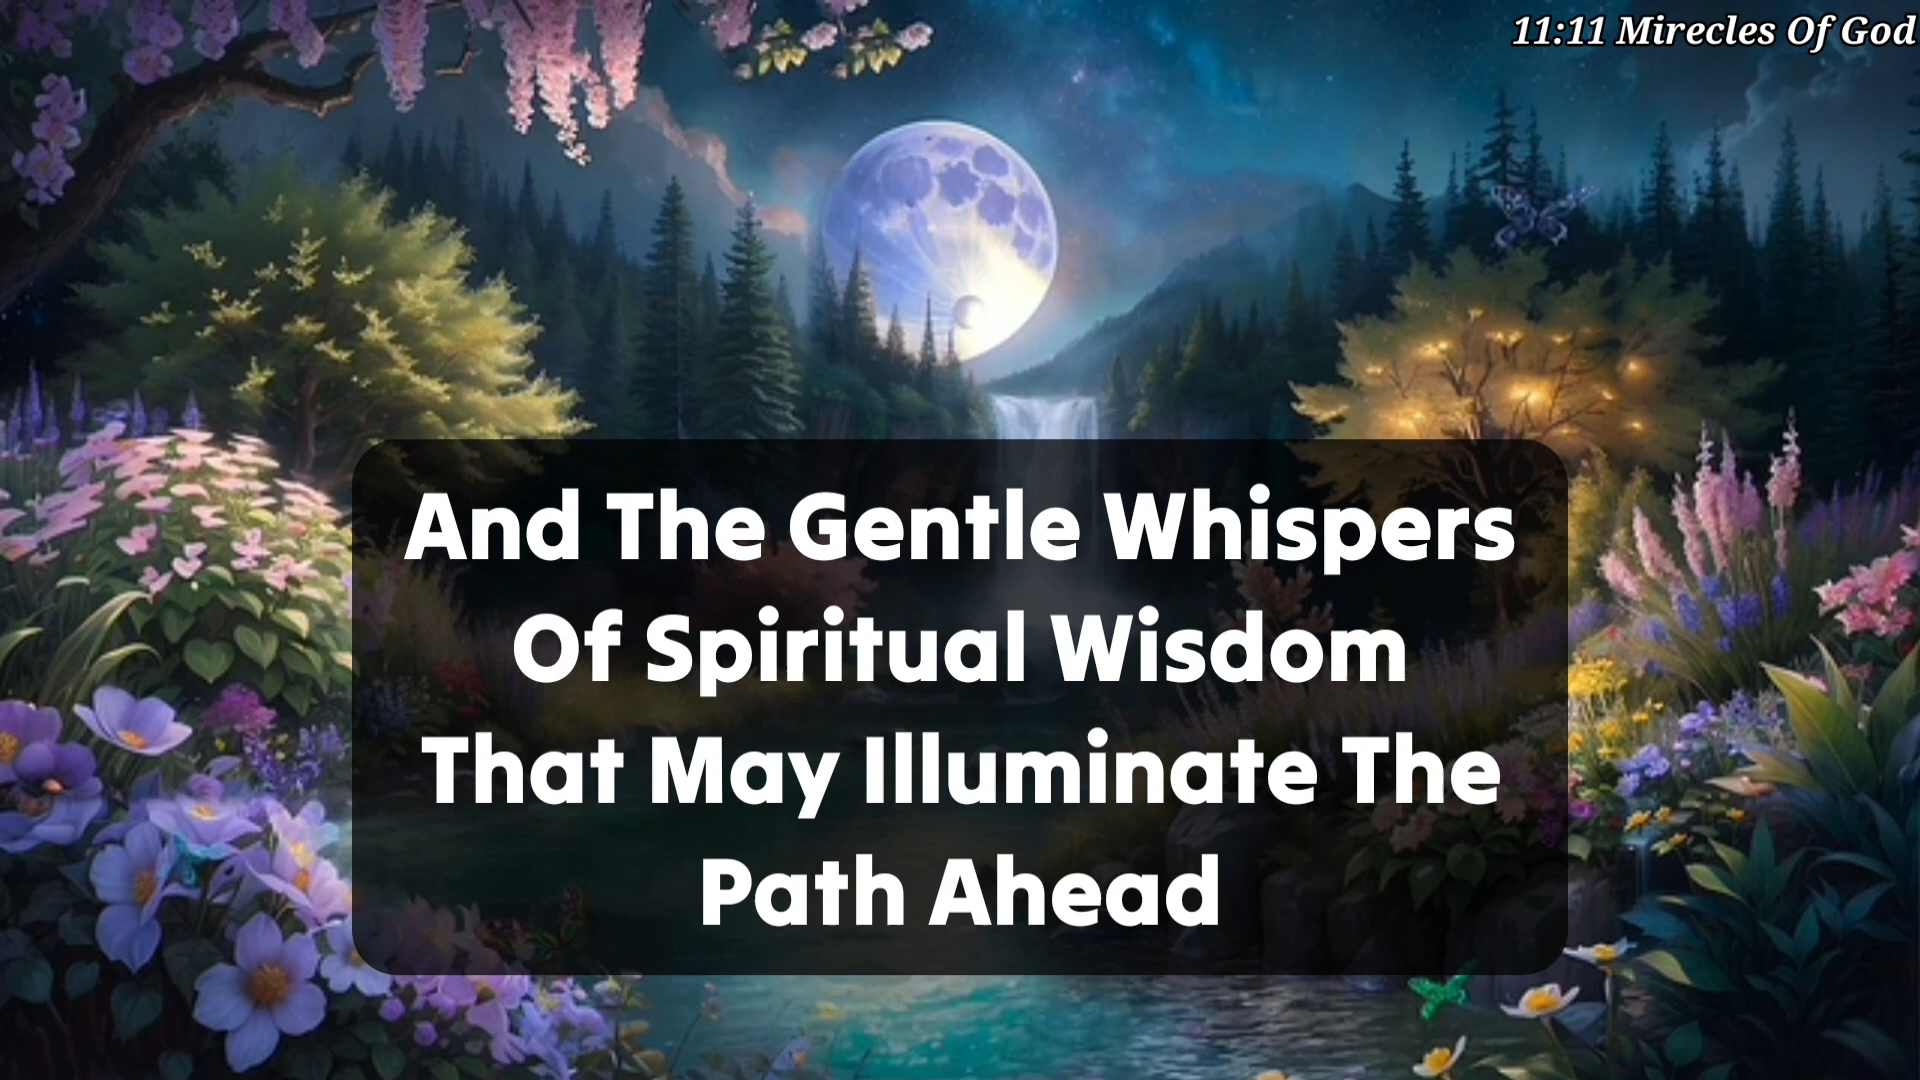 11:11 Mirecles Of God
And The Gentle Whispers
Of Spiritual Wisdom
That May Illuminate The
Path Ahead